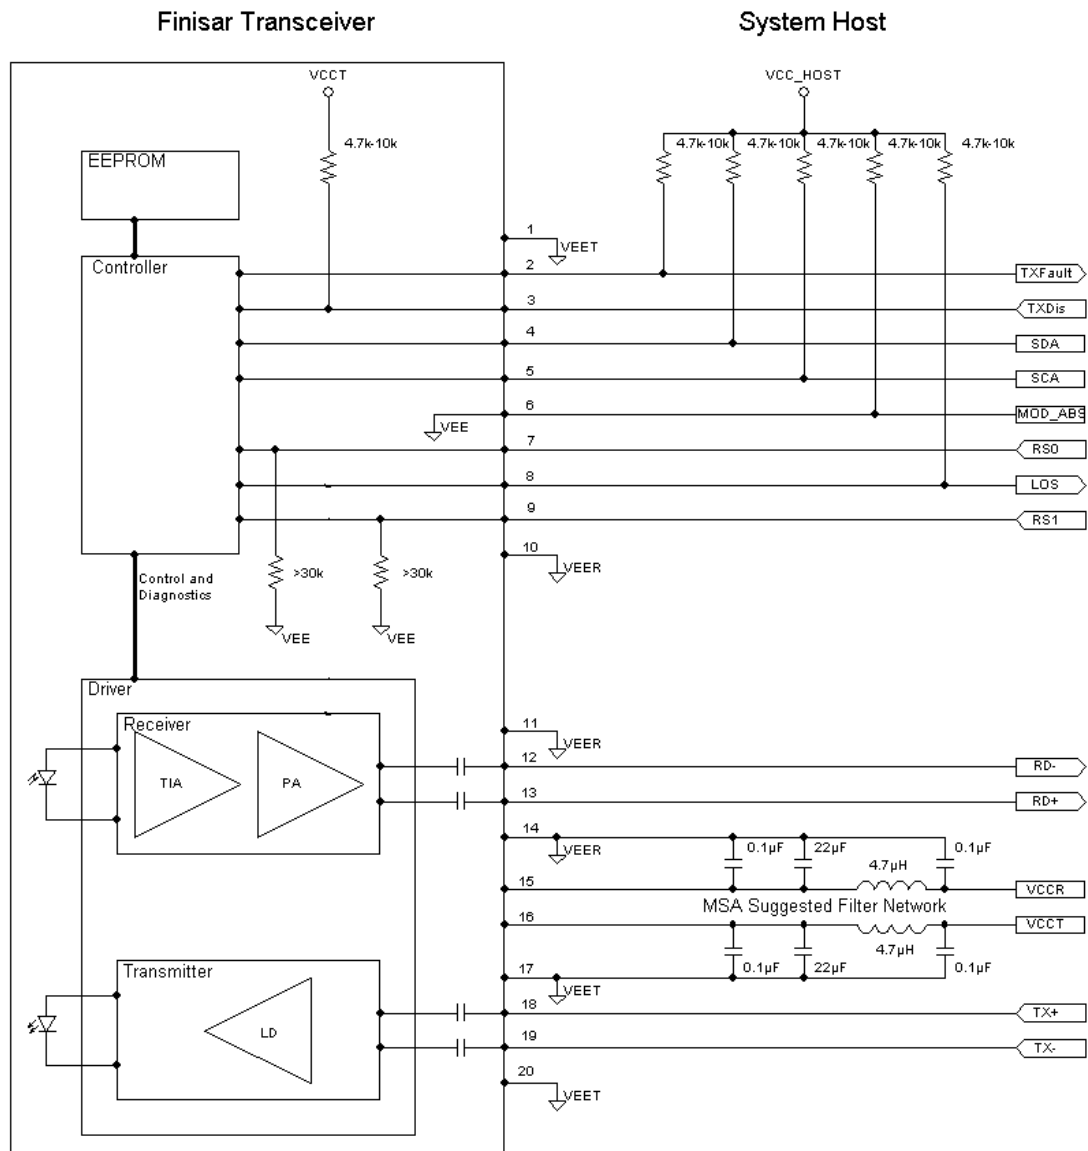 Finisar Transceiver
System Host
VCCT
VCC_HOST
4.7k-10k
4.7k-10k
4.7k-10k
4.7k-10k
4.7k-10k
4.7k-10k
EEPROM
Controller
1
VEET
2
TXFault
3
TXDis
4
SDA
5
SCA
6
VEE
MOD_ABS
7
RS0
8
LOS
9
RS1
10
VEER
>30k
>30k
Control and
Diagnostics
VEE
VEE
Driver
Receiver
TIA
PA
11
VEER
12
RD-
13
RD+
14
VEER
0.1µF
22µF
4.7µH
0.1µF
15
VCCR
MSA Suggested Filter Network
16
VCCT
4.7µH
0.1µF
22µF
0.1µF
17
VEET
Transmitter
LD
18
TX+
19
TX-
20
VEET